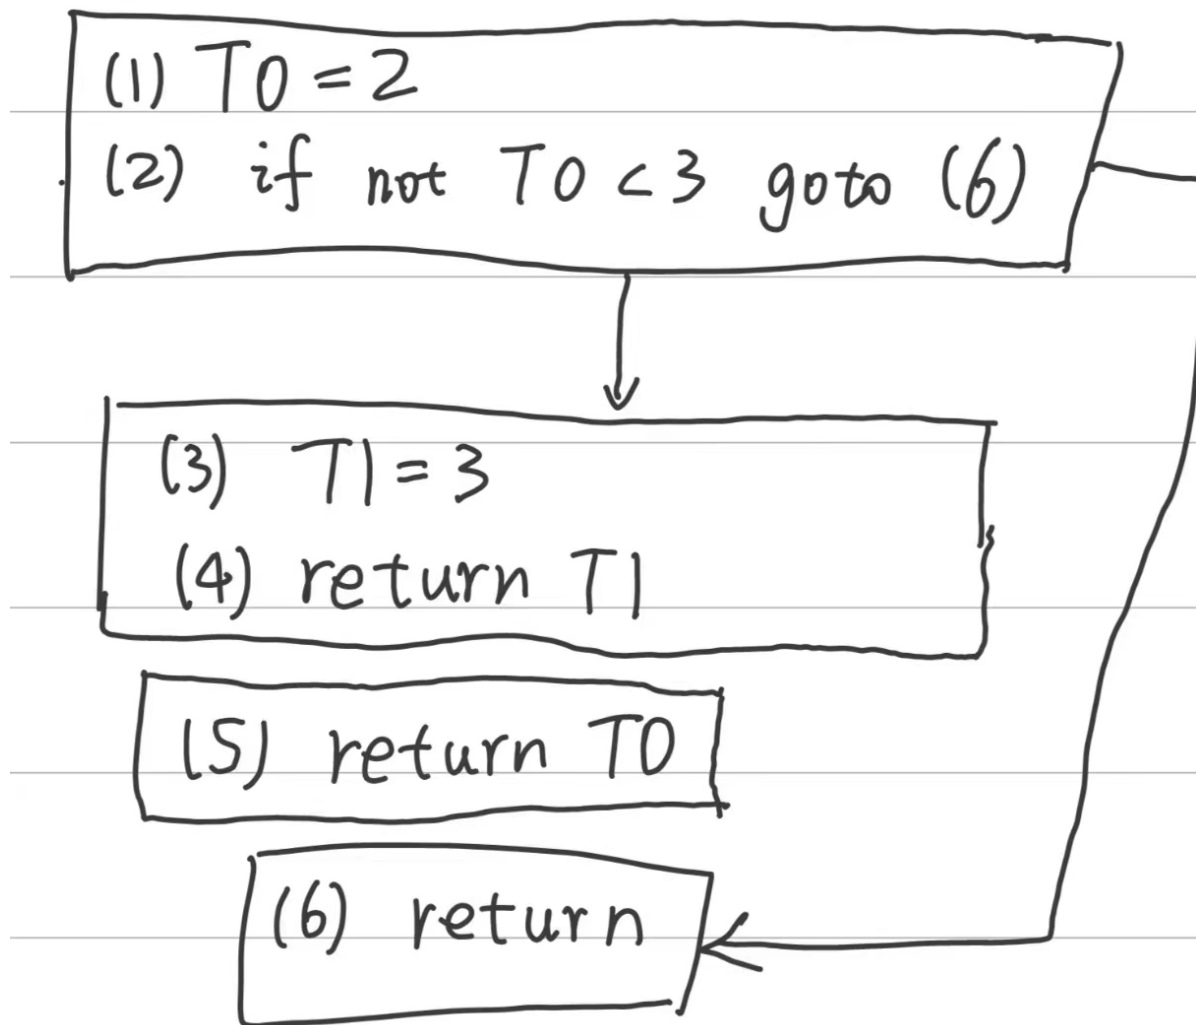 (1) T0 = 2
(2) if not T0 < 3 goto (6)
(3) T1 = 3
(4) return T1
(5) return T0
(6) return